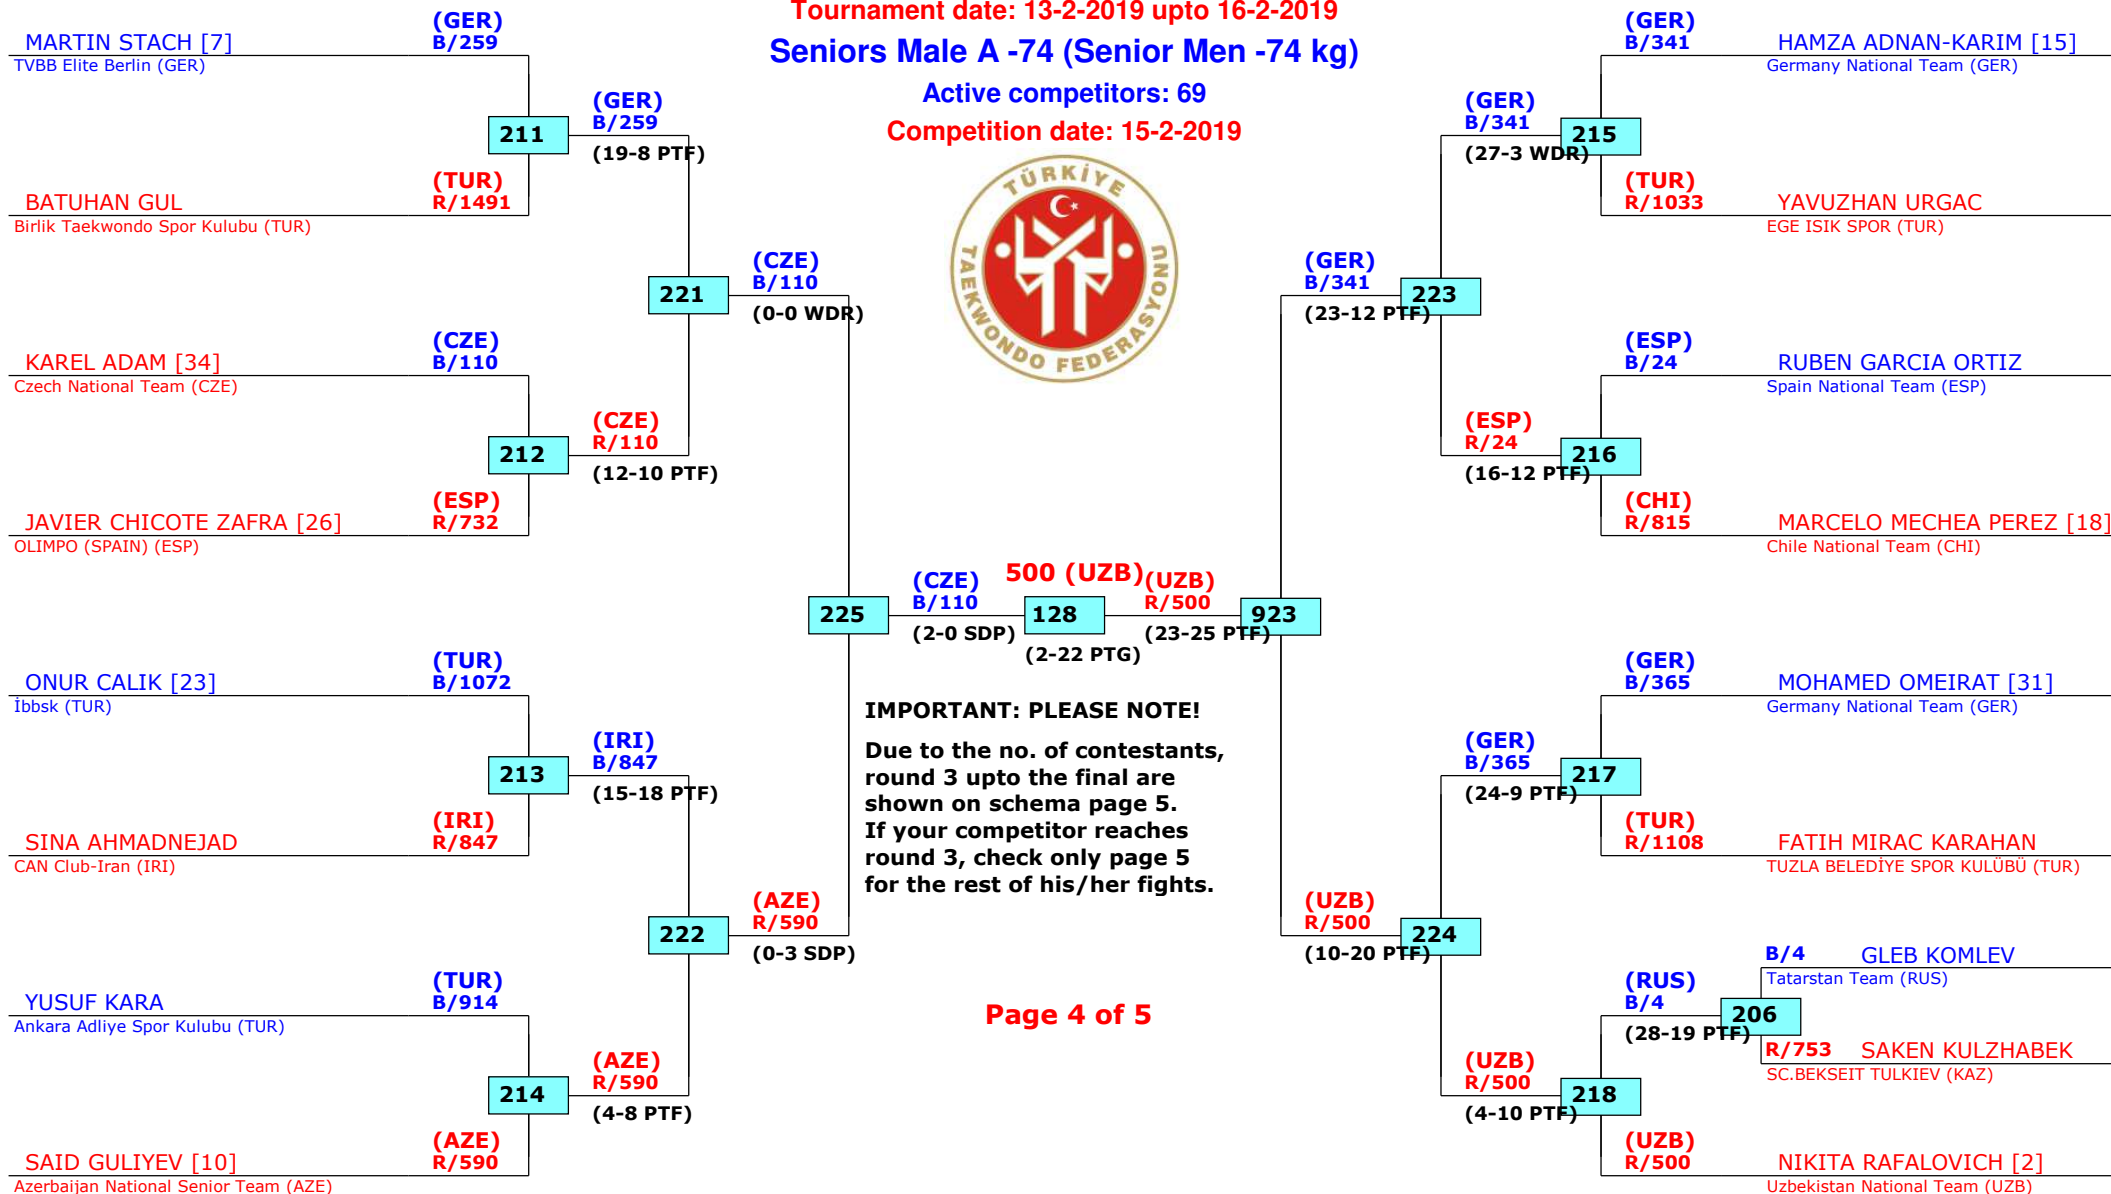 Tournament date: 13-2-2019 upto 16-2-2019
Seniors Male A -74 (Senior Men -74 kg)
Active competitors: 69
Competition date: 15-2-2019
TÜRKİYE
TAEKWONDO FEDERASYONU
MARTIN STACH [7]
TVBB Elite Berlin (GER)
(GER)
B/259
211
(GER)
B/259
(19-8 PTF)
BATUHAN GUL
Birlik Taekwondo Spor Kulubu (TUR)
(TUR)
R/1491
221
(CZE)
B/110
(0-0 WDR)
KAREL ADAM [34]
Czech National Team (CZE)
(CZE)
B/110
212
(CZE)
R/110
(12-10 PTF)
JAVIER CHICOTE ZAFRA [26]
OLIMPO (SPAIN) (ESP)
(ESP)
R/732
225
(CZE)
B/110
(2-0 SDP)
500 (UZB)
128
(2-22 PTG)
(UZB)
R/500
(23-25 PTF)
923
ONUR CALIK [23]
İbbsk (TUR)
(TUR)
B/1072
213
(IRI)
B/847
(15-18 PTF)
SINA AHMADNEJAD
CAN Club-Iran (IRI)
(IRI)
R/847
222
(AZE)
R/590
(0-3 SDP)
YUSUF KARA
Ankara Adliye Spor Kulubu (TUR)
(TUR)
B/914
214
(AZE)
R/590
(4-8 PTF)
SAID GULIYEV [10]
Azerbaijan National Senior Team (AZE)
(AZE)
R/590
IMPORTANT: PLEASE NOTE!
Due to the no. of contestants,
round 3 upto the final are
shown on schema page 5.
If your competitor reaches
round 3, check only page 5
for the rest of his/her fights.
Page 4 of 5
(GER)
B/341
HAMZA ADNAN-KARIM [15]
Germany National Team (GER)
(GER)
B/341
(27-3 WDR)
215
(TUR)
R/1033
YAVUZHAN URGAC
EGE ISIK SPOR (TUR)
(GER)
B/341
(23-12 PTF)
223
(ESP)
B/24
RUBEN GARCIA ORTIZ
Spain National Team (ESP)
(ESP)
R/24
(16-12 PTF)
216
(CHI)
R/815
MARCELO MECHEA PEREZ [18]
Chile National Team (CHI)
(GER)
B/365
MOHAMED OMEIRAT [31]
Germany National Team (GER)
(GER)
B/365
(24-9 PTF)
217
(TUR)
R/1108
FATIH MIRAC KARAHAN
TUZLA BELEDİYE SPOR KULÜBÜ (TUR)
(UZB)
R/500
(10-20 PTF)
224
B/4
GLEB KOMLEV
Tatarstan Team (RUS)
(RUS)
B/4
(28-19 PTF)
206
R/753
SAKEN KULZHABEK
SC.BEKSEIT TULKIEV (KAZ)
(UZB)
R/500
(4-10 PTF)
218
(UZB)
R/500
NIKITA RAFALOVICH [2]
Uzbekistan National Team (UZB)